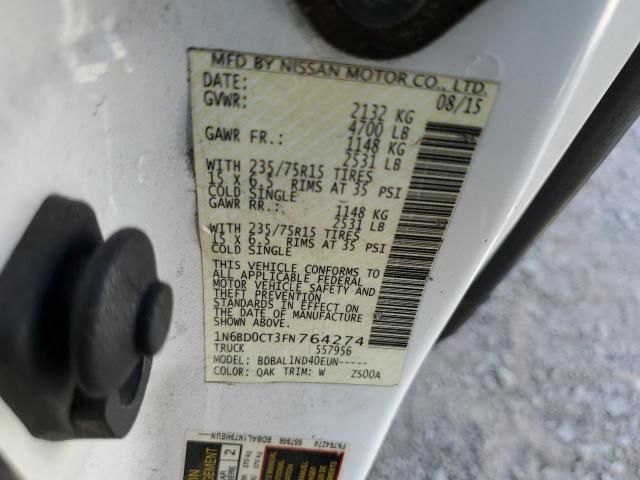 MFD BY NISSAN MOTOR CO., LTD.
DATE: 08/15
GVWR: 2132 KG
4700 LB
GAWR FR.: 1148 KG
2531 LB
WITH 235/75R15 TIRES
15 X 6.5 RIMS AT 35 PSI
COLD SINGLE
GAWR RR.: 1148 KG
2531 LB
WITH 235/75R15 TIRES
15 X 6.5 RIMS AT 35 PSI
COLD SINGLE
THIS VEHICLE CONFORMS TO
ALL APPLICABLE FEDERAL
MOTOR VEHICLE SAFETY AND
THEFT PREVENTION
STANDARDS IN EFFECT ON
THE DATE OF MANUFACTURE
SHOWN ABOVE.
1N6BD0CT3FN764274
TRUCK 557956
MODEL: BDBAL1ND40EUN-----
COLOR: QAK TRIM: W ZS00A
FN764274 557956